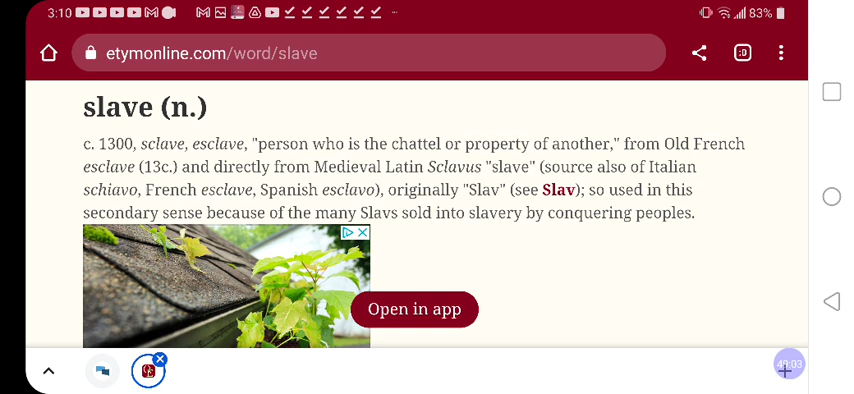 3:10
83%
etymonline.com/word/slave
:D
slave (n.)
c. 1300, sclave, esclave, "person who is the chattel or property of another," from Old French
esclave (13c.) and directly from Medieval Latin Sclavus "slave" (source also of Italian
schiavo, French esclave, Spanish esclavo), originally "Slav" (see Slav); so used in this
secondary sense because of the many Slavs sold into slavery by conquering peoples.
Open in app
49:03